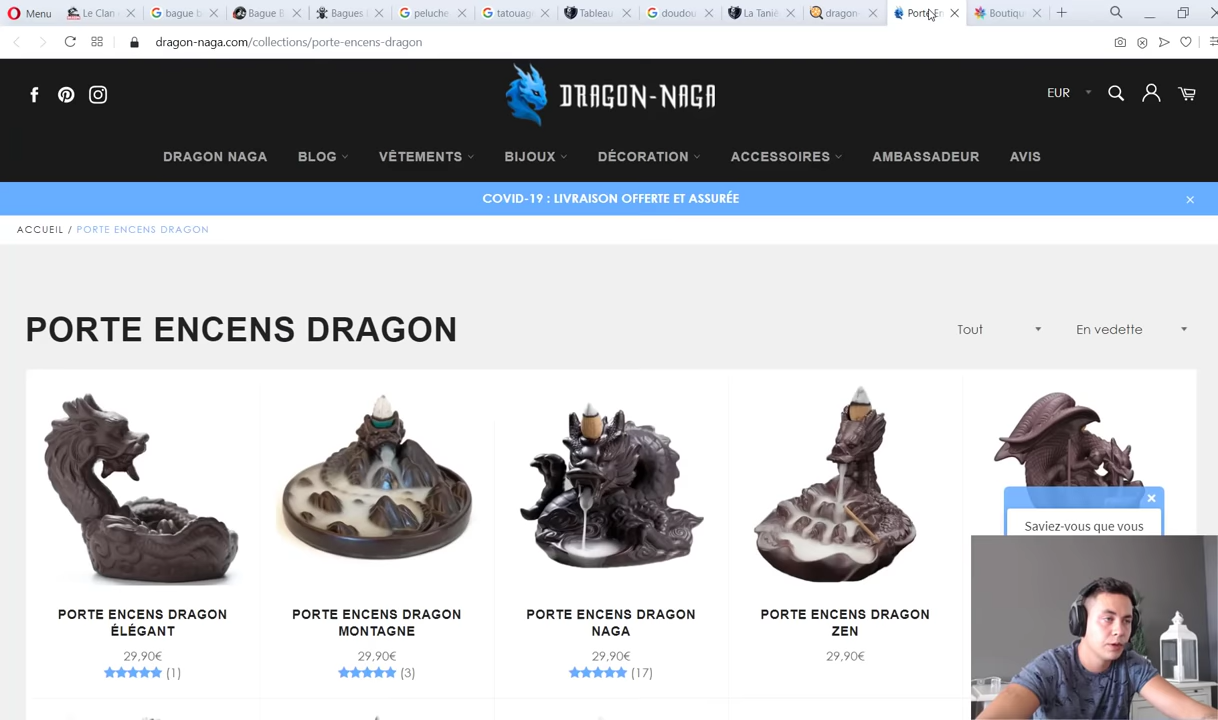 Menu
Le Clan
bague b
Bague B
Bagues
peluche
tatouag
Tableau
doudou
La Taniè
dragon-
Porte En
Boutiqu
dragon-naga.com/collections/porte-encens-dragon
DRAGON-NAGA
EUR
DRAGON NAGA
BLOG
VÊTEMENTS
BIJOUX
DÉCORATION
ACCESSOIRES
AMBASSADEUR
AVIS
COVID-19 : LIVRAISON OFFERTE ET ASSURÉE
ACCUEIL / PORTE ENCENS DRAGON
PORTE ENCENS DRAGON
Tout
En vedette
Saviez-vous que vous
PORTE ENCENS DRAGON
ÉLÉGANT
29,90€
(1)
PORTE ENCENS DRAGON
MONTAGNE
29,90€
(3)
PORTE ENCENS DRAGON
NAGA
29,90€
(17)
PORTE ENCENS DRAGON
ZEN
29,90€